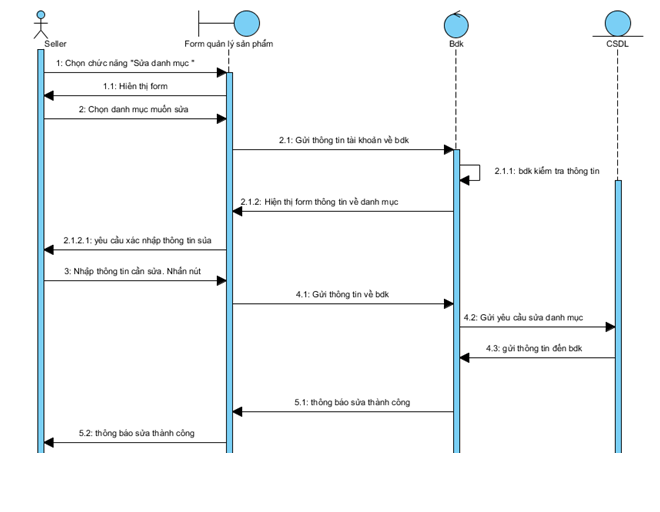 Seller
Form quản lý sản phẩm
Bdk
CSDL
1: Chọn chức năng "Sửa danh mục "
1.1: Hiển thị form
2: Chọn danh mục muốn sửa
2.1: Gửi thông tin tài khoản về bdk
2.1.1: bdk kiểm tra thông tin
2.1.2: Hiện thị form thông tin về danh mục
2.1.2.1: yêu cầu xác nhập thông tin sủa
3: Nhập thông tin cần sửa. Nhấn nút
4.1: Gửi thông tin về bdk
4.2: Gửi yêu cầu sửa danh mục
4.3: gửi thông tin đến bdk
5.1: thông báo sửa thành công
5.2: thông báo sửa thành công